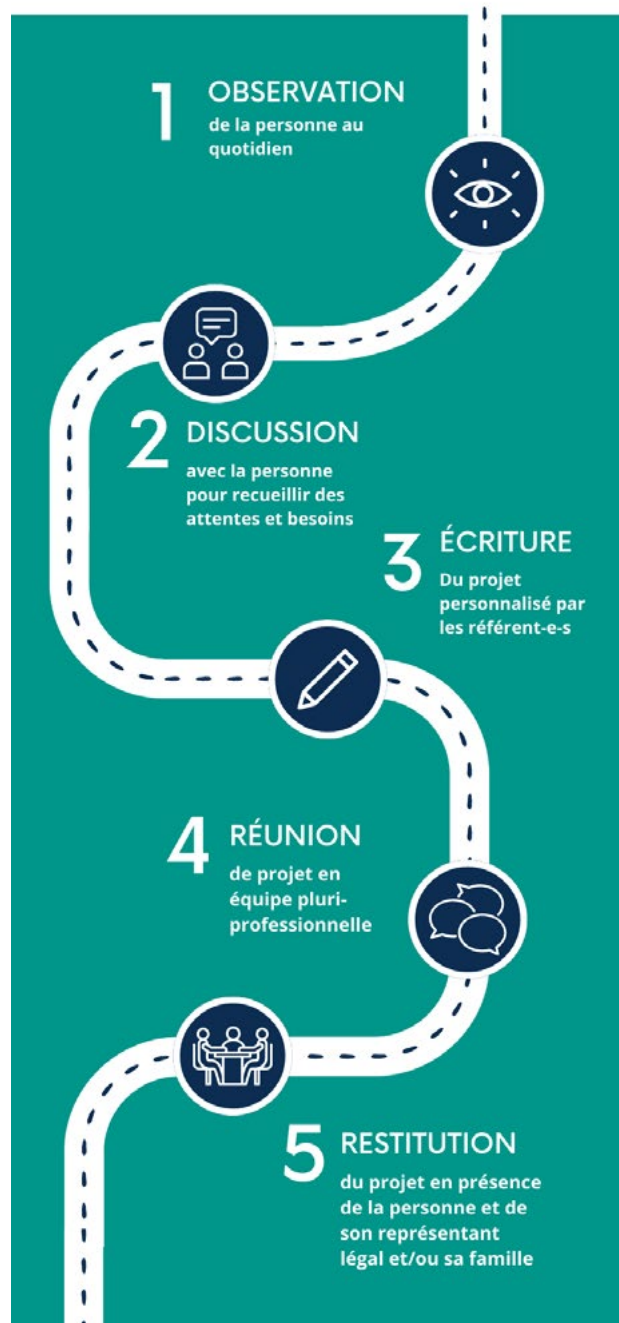 1 OBSERVATION
de la personne au
quotidien
2 DISCUSSION
avec la personne
pour recueillir des
attentes et besoins
3 ÉCRITURE
Du projet
personnalisé par
les référent-e-s
4 RÉUNION
de projet en
équipe pluri-
professionnelle
5 RESTITUTION
du projet en présence
de la personne et de
son représentant
légal et/ou sa famille